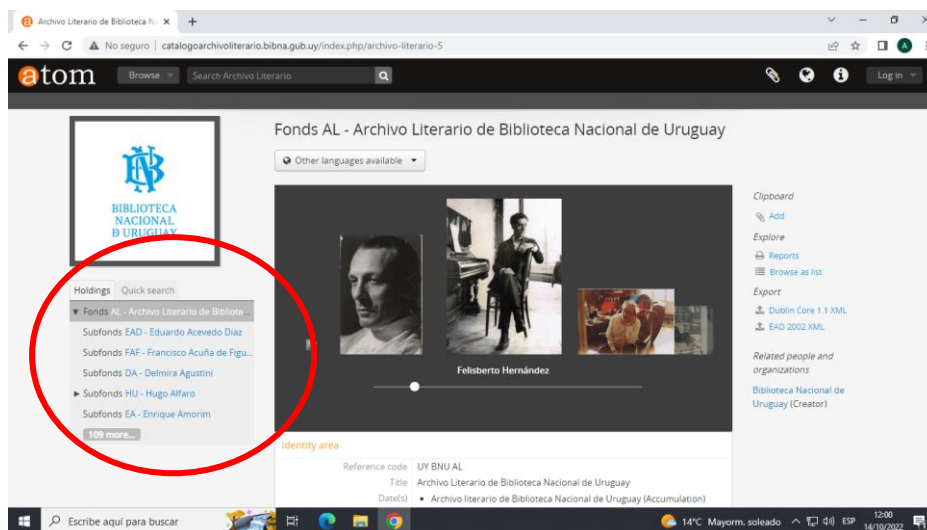 Archivo Literario de Biblioteca N
No seguro | catalogoarchivoliterario.bibna.gub.uy/index.php/archivo-literario-5
A
atom
Browse
Search Archivo Literario
Log in
BIBLIOTECA
NACIONAL
D URUGUAY
Holdings
Quick search
Fonds AL - Archivo Literario de Bibliote...
Subfonds EAD - Eduardo Acevedo Díaz
Subfonds FAF - Francisco Acuña de Figu...
Subfonds DA - Delmira Agustini
Subfonds HU - Hugo Alfaro
Subfonds EA - Enrique Amorim
109 more...
Fonds AL - Archivo Literario de Biblioteca Nacional de Uruguay
Other languages available
Felisberto Hernández
Identity area
Reference code UY BNU AL
Title Archivo Literario de Biblioteca Nacional de Uruguay
Date(s) • Archivo literario de Biblioteca Nacional de Uruguay (Accumulation)
Clipboard
Add
Explore
Reports
Browse as list
Export
Dublin Core 1.1 XML
EAD 2002 XML
Related people and
organizations
Biblioteca Nacional de
Uruguay (Creator)
Escribe aquí para buscar
14°C Mayorm. soleado
ESP
12:00
14/10/2022